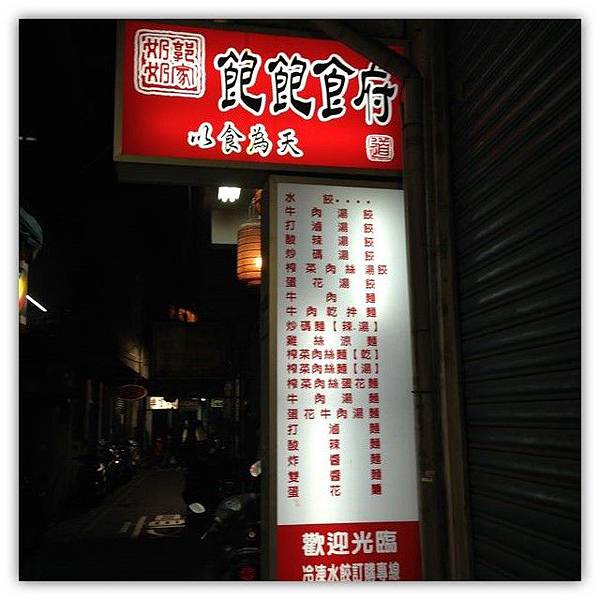 郭家
奶奶
飽飽食府
以食為天
道
水餃....
牛肉湯餃
打滷湯餃
酸辣湯餃
炒碼湯餃
榨菜肉絲湯餃
蛋花湯餃
牛肉麵
牛肉乾拌麵
炒碼麵【辣.湯】
雞絲涼麵
榨菜肉絲麵【乾】
榨菜肉絲麵【湯】
榨菜肉絲蛋花麵
牛肉湯麵
蛋花牛肉湯麵
打滷麵
酸辣麵
炸醬麵
雙醬麵
蛋花麵
歡迎光臨
冷凍水餃訂購專線